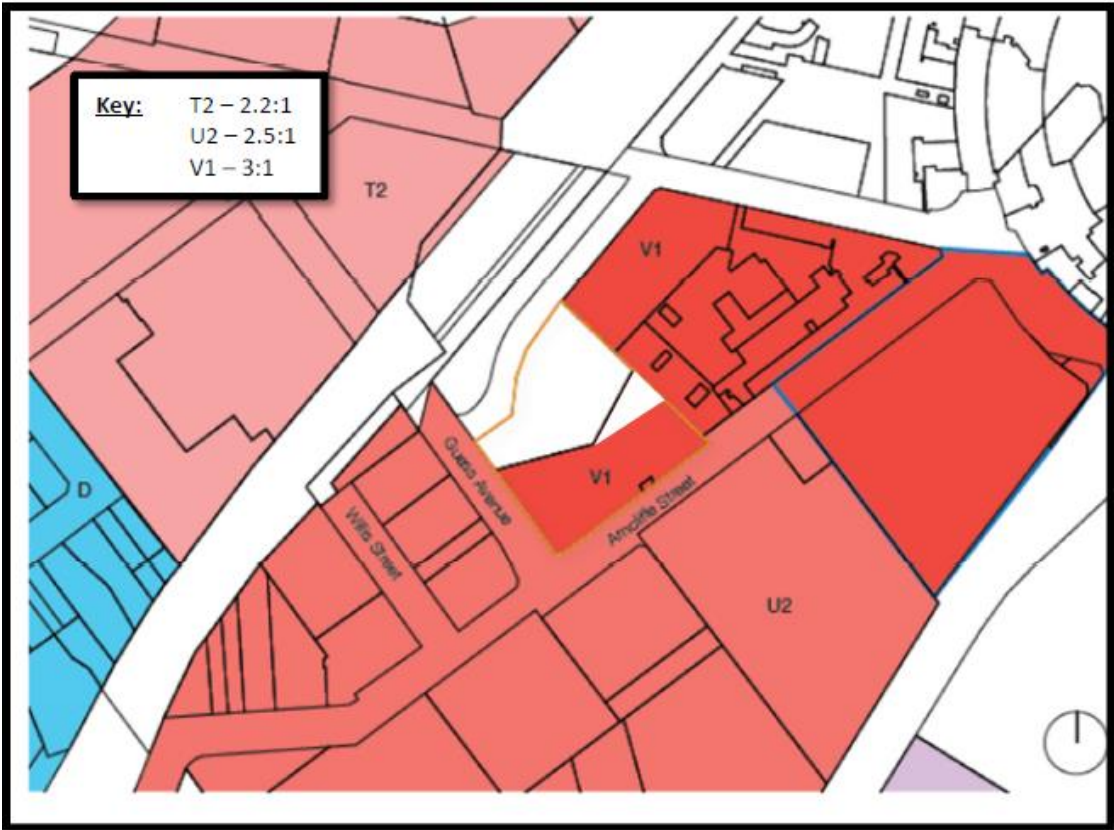 Key: T2 – 2.2:1
U2 – 2.5:1
V1 – 3:1
T2
V1
D
Guess Avenue
V1
Arncliffe Street
Willis Street
U2